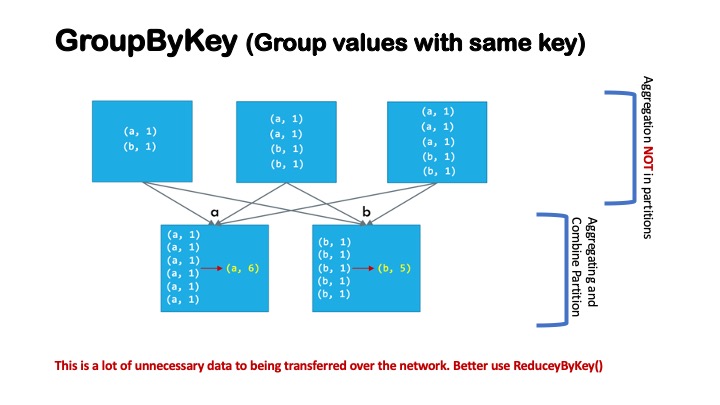 GroupByKey (Group values with same key)
(a, 1)
(b, 1)
(a, 1)
(a, 1)
(b, 1)
(b, 1)
(a, 1)
(a, 1)
(a, 1)
(b, 1)
(b, 1)
Aggregation NOT in partitions
a
b
(a, 1)
(a, 1)
(a, 1)
(a, 1)
(a, 1)
(a, 1)
(a, 6)
(b, 1)
(b, 1)
(b, 1)
(b, 1)
(b, 1)
(b, 5)
Aggregating and
Combine Partition
This is a lot of unnecessary data to being transferred over the network. Better use ReduceyByKey()